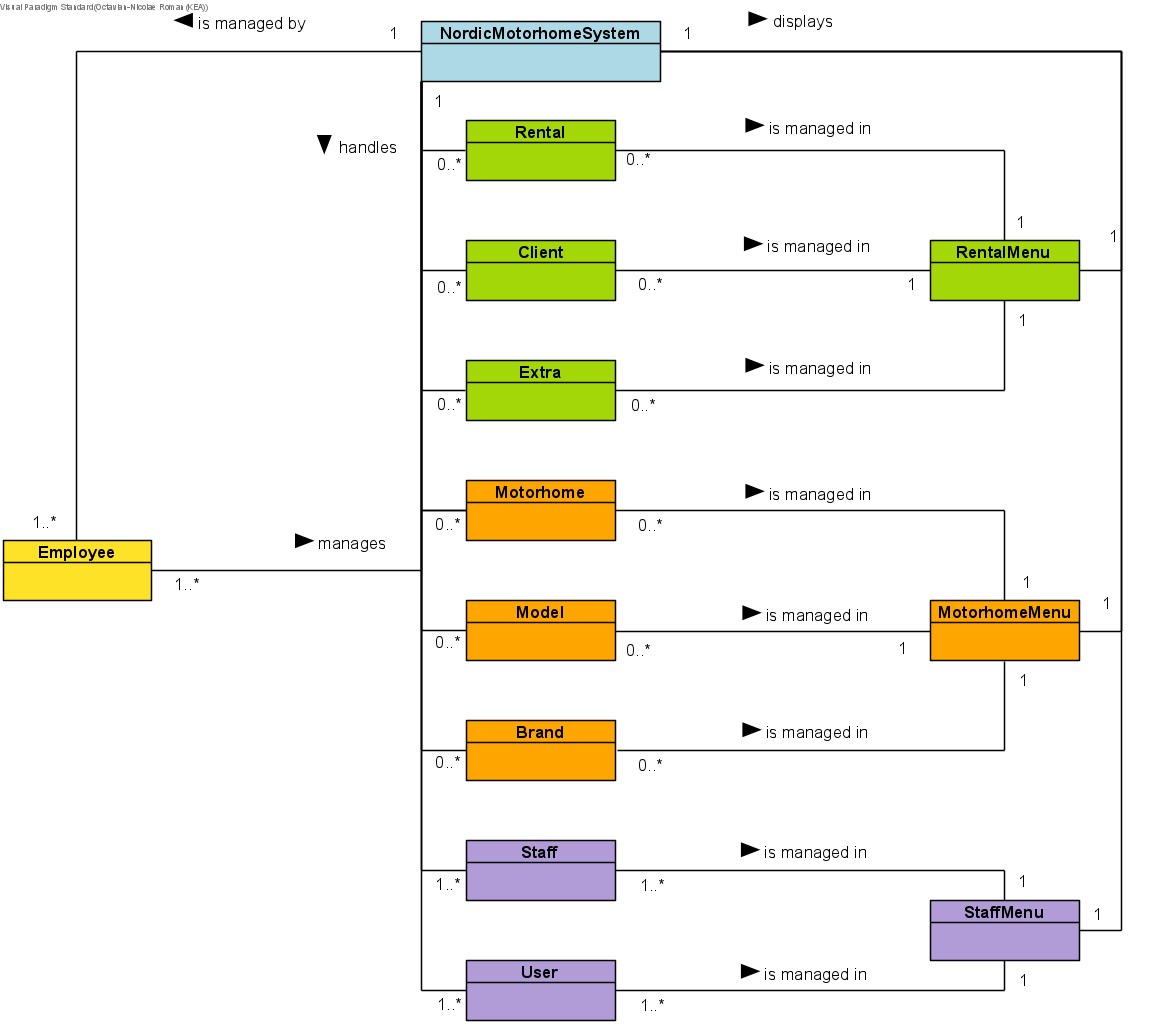 Visual Paradigm Standard(Octavian-Nicolae Roman(KEA))
is managed by
1
NordicMotorhomeSystem
1
displays
1
handles
Rental
0..*
0..*
is managed in
1
Client
0..*
0..*
is managed in
1
RentalMenu
1
1
Extra
0..*
0..*
is managed in
Motorhome
0..*
0..*
is managed in
1
1..*
Employee
1..*
manages
Model
0..*
0..*
is managed in
1
MotorhomeMenu
1
1
Brand
0..*
0..*
is managed in
Staff
1..*
1..*
is managed in
1
StaffMenu
1
1
User
1..*
1..*
is managed in